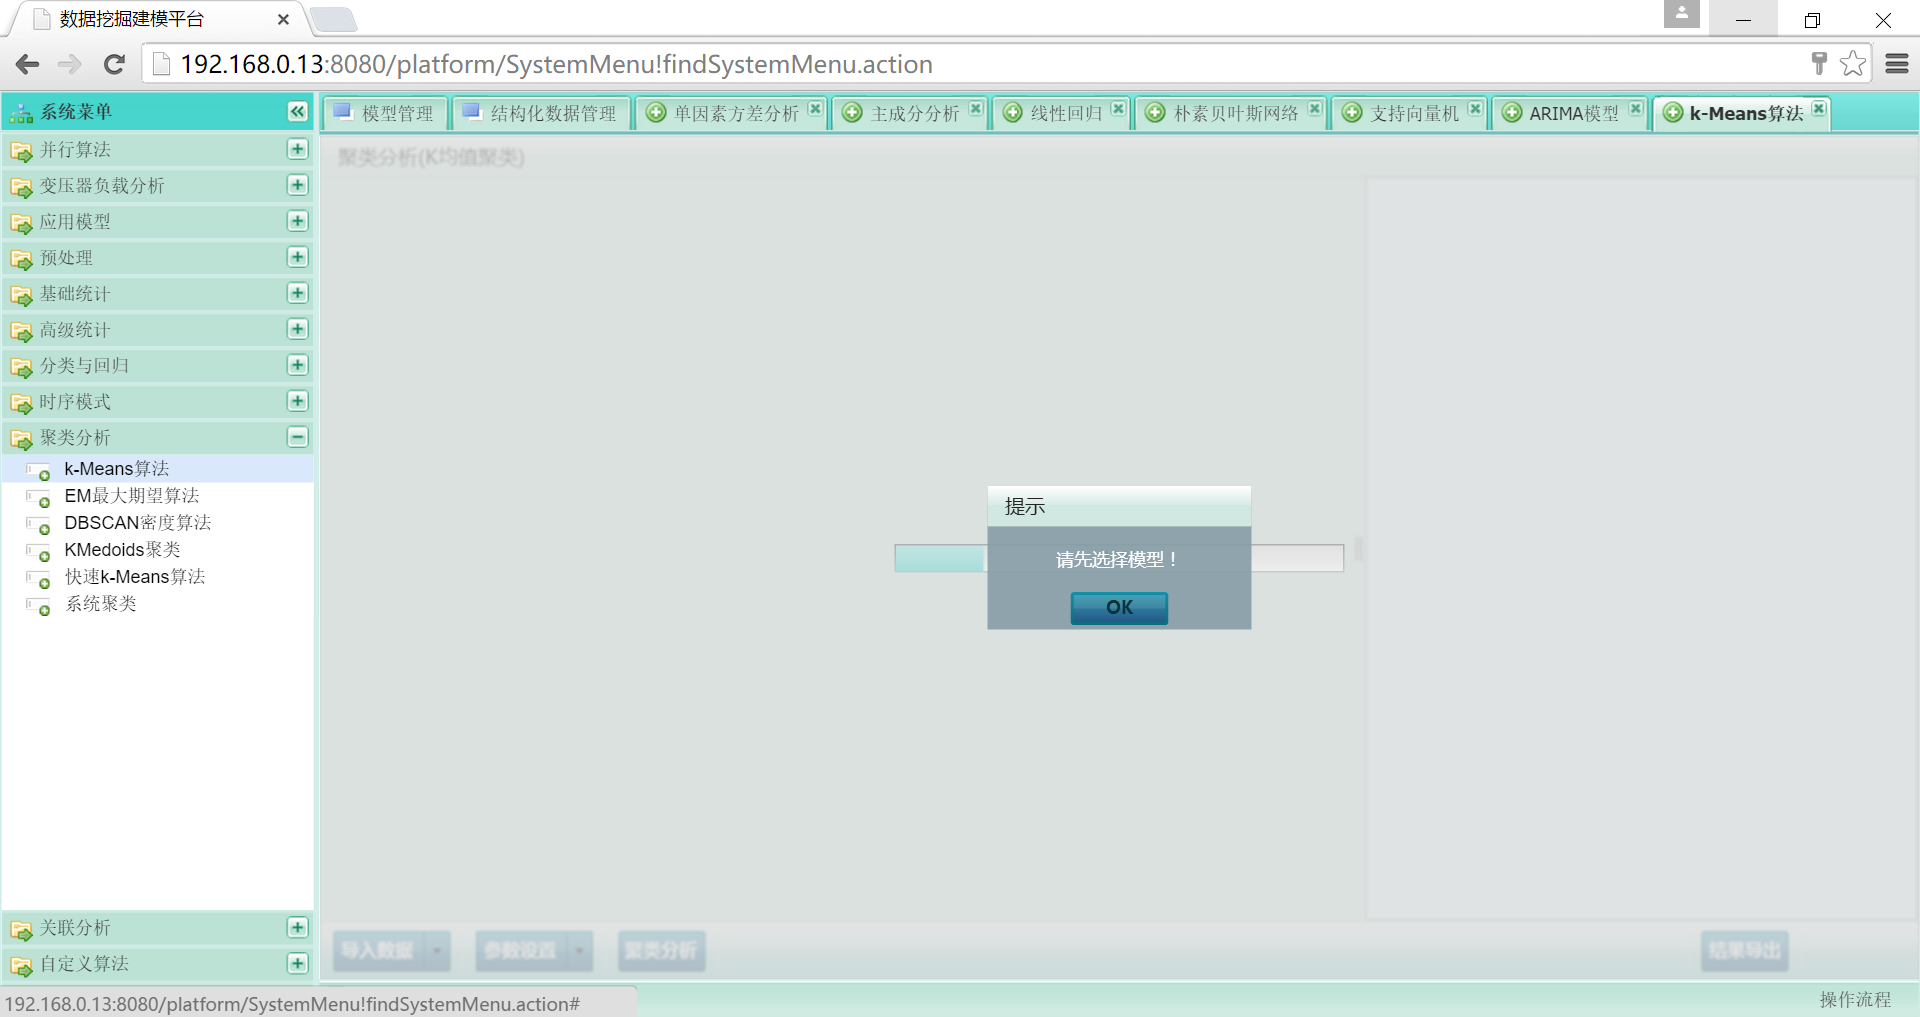 数据挖掘建模平台
192.168.0.13:8080/platform/SystemMenu!findSystemMenu.action
系统菜单
模型管理
结构化数据管理
单因素方差分析
主成分分析
线性回归
朴素贝叶斯网络
支持向量机
ARIMA模型
k-Means算法
并行算法
变压器负载分析
应用模型
预处理
基础统计
高级统计
分类与回归
时序模式
聚类分析
k-Means算法
EM最大期望算法
DBSCAN密度算法
KMedoids聚类
快速k-Means算法
系统聚类
关联分析
自定义算法
聚类分析(K均值聚类)
提示
请先选择模型！
OK
导入数据
参数设置
聚类分析
结果导出
192.168.0.13:8080/platform/SystemMenu!findSystemMenu.action#
操作流程